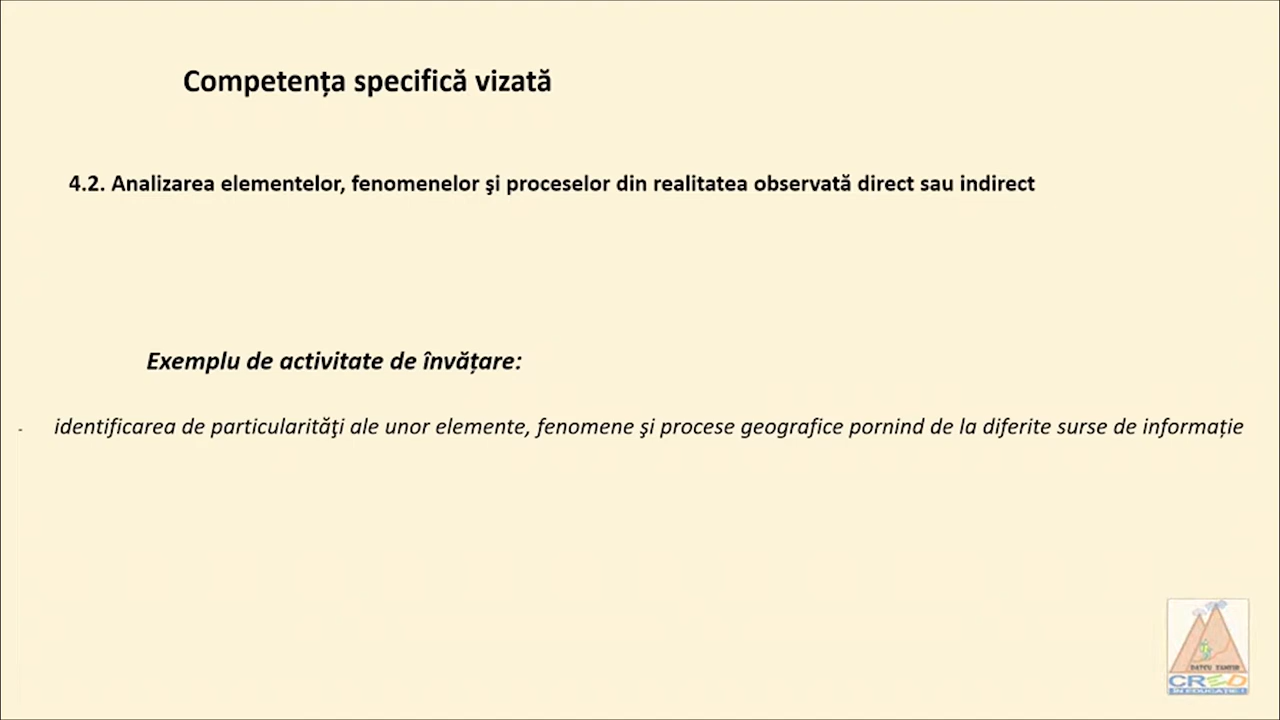 Competența specifică vizată
4.2. Analizarea elementelor, fenomenelor şi proceselor din realitatea observată direct sau indirect
Exemplu de activitate de învățare:
- identificarea de particularităţi ale unor elemente, fenomene şi procese geografice pornind de la diferite surse de informație
CRED
ÎN EDUCAȚIE!